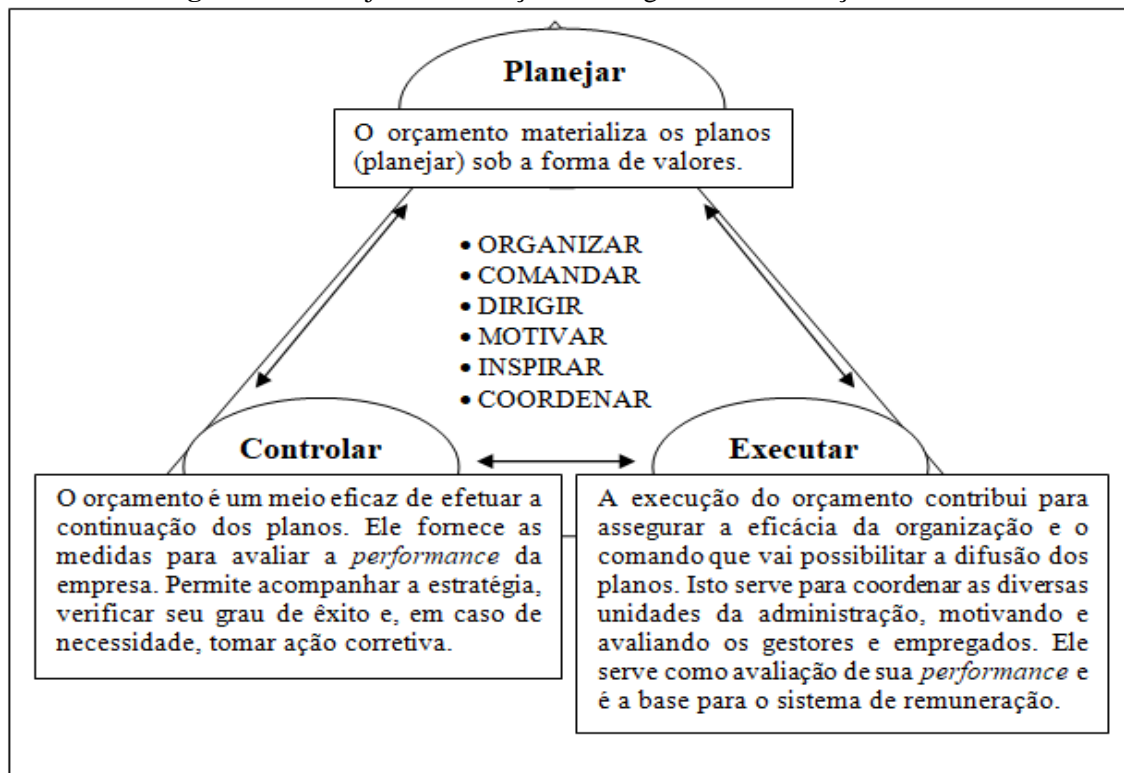 Planejar
O orçamento materializa os planos
(planejar) sob a forma de valores.
• ORGANIZAR
• COMANDAR
• DIRIGIR
• MOTIVAR
• INSPIRAR
• COORDENAR
Controlar
O orçamento é um meio eficaz de efetuar a
continuação dos planos. Ele fornece as
medidas para avaliar a performance da
empresa. Permite acompanhar a estratégia,
verificar seu grau de êxito e, em caso de
necessidade, tomar ação corretiva.
Executar
A execução do orçamento contribui para
assegurar a eficácia da organização e o
comando que vai possibilitar a difusão dos
planos. Isto serve para coordenar as diversas
unidades da administração, motivando e
avaliando os gestores e empregados. Ele
serve como avaliação de sua performance e
é a base para o sistema de remuneração.